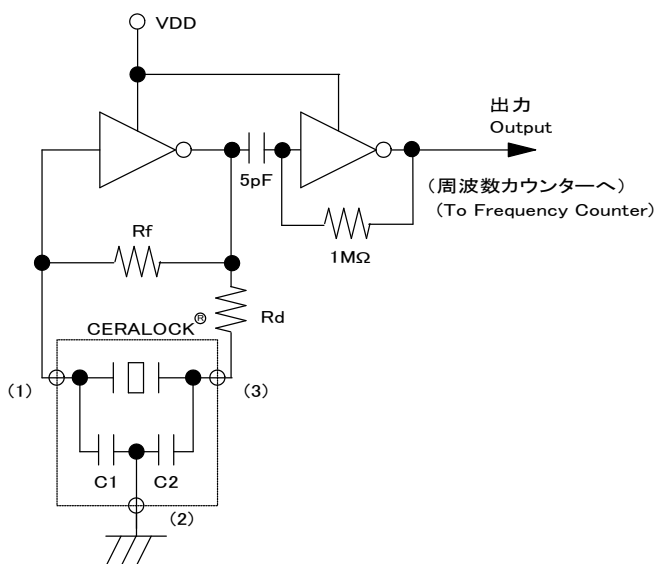 VDD
出力
Output
5pF
(周波数カウンターへ)
(To Frequency Counter)
Rf
1MΩ
Rd
CERALOCK®
(1)
(3)
C1
C2
(2)